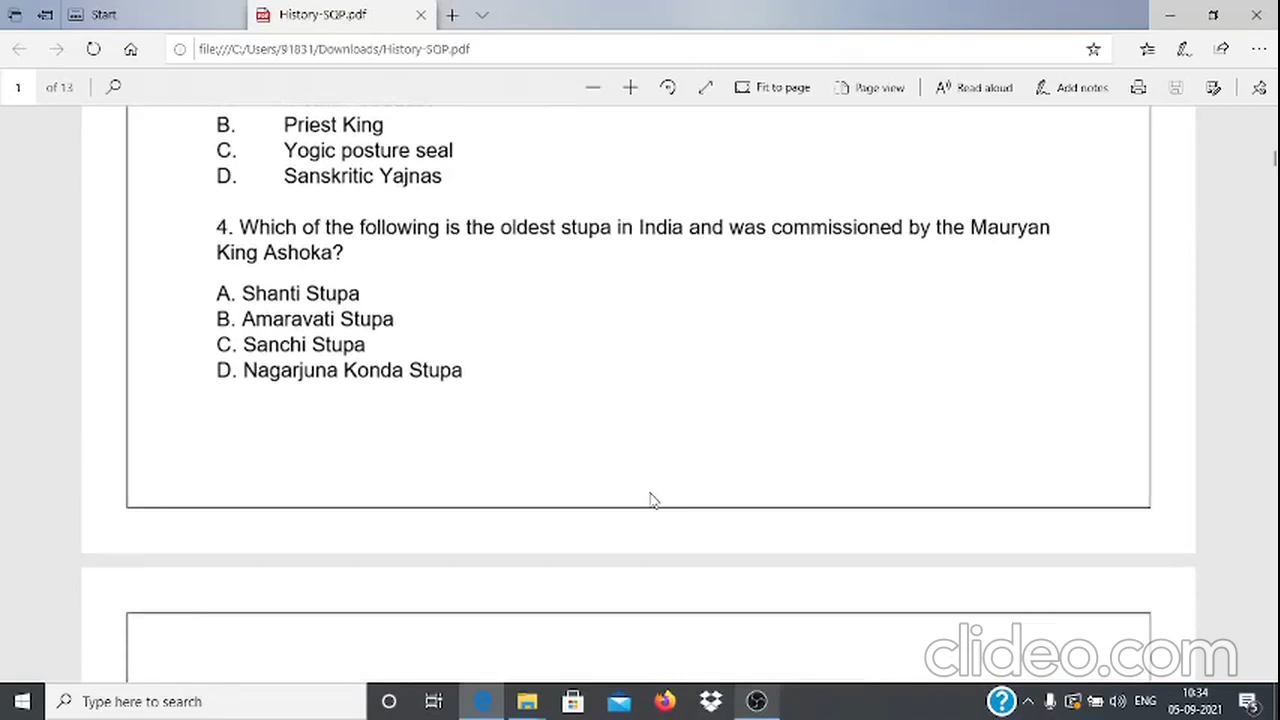 Start
History-SQP.pdf
file:///C:/Users/91831/Downloads/History-SQP.pdf
1 of 13
Fit to page
Page view
Read aloud
Add notes
B. Priest King
C. Yogic posture seal
D. Sanskritic Yajnas
4. Which of the following is the oldest stupa in India and was commissioned by the Mauryan
King Ashoka?
A. Shanti Stupa
B. Amaravati Stupa
C. Sanchi Stupa
D. Nagarjuna Konda Stupa
clideo.com
Type here to search
ENG
10:34
05-09-2021
5